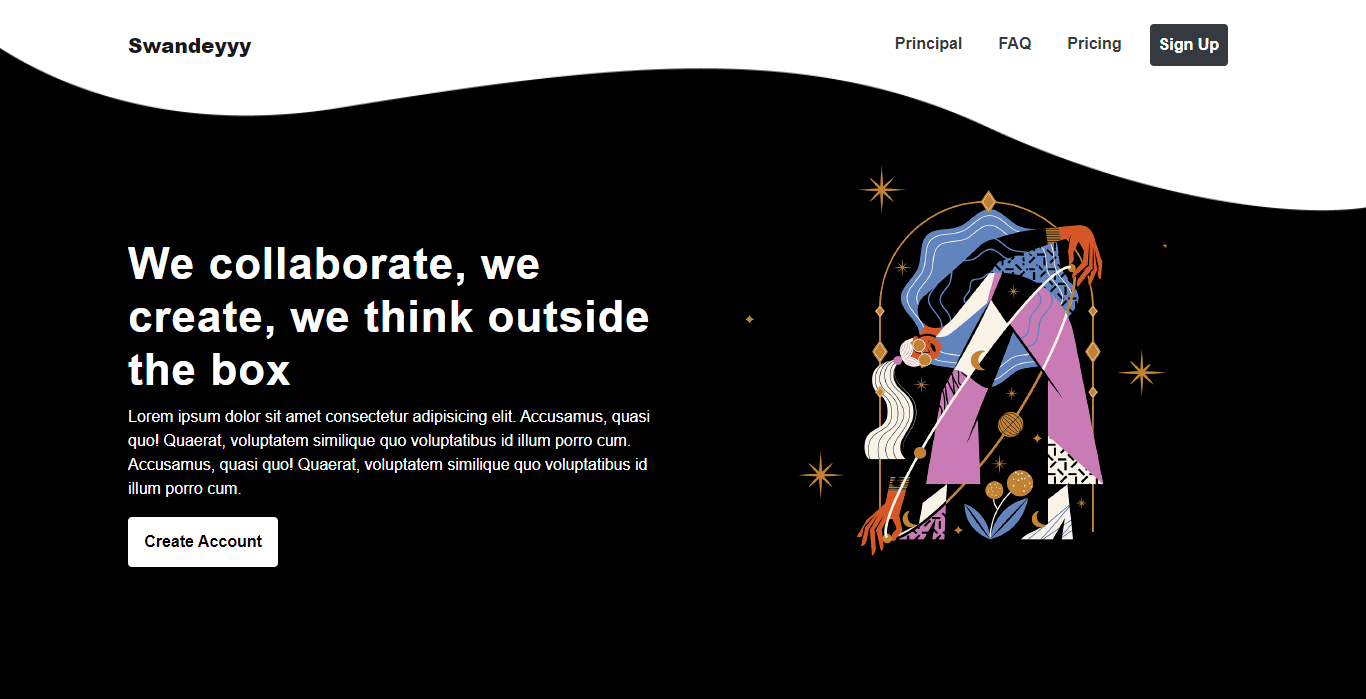 Swandeyyy
Principal
FAQ
Pricing
Sign Up
We collaborate, we
create, we think outside
the box
Lorem ipsum dolor sit amet consectetur adipisicing elit. Accusamus, quasi
quo! Quaerat, voluptatem similique quo voluptatibus id illum porro cum.
Accusamus, quasi quo! Quaerat, voluptatem similique quo voluptatibus id
illum porro cum.
Create Account